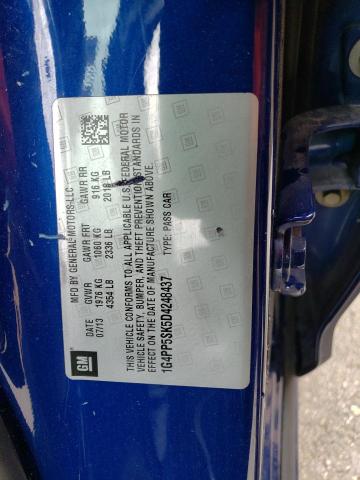 GM
MFD BY GENERAL MOTORS LLC
DATE GVWR GAWR FR GAWR RR
07/13 1976 KG 1060 KG 916 KG
4354 LB 2336 LB 2018 LB
THIS VEHICLE CONFORMS TO ALL APPLICABLE U.S. FEDERAL MOTOR
VEHICLE SAFETY, BUMPER, AND THEFT PREVENTION STANDARDS IN
EFFECT ON THE DATE OF MANUFACTURE SHOWN ABOVE.
1G4PP5SK5D4248437 TYPE: PASS CAR